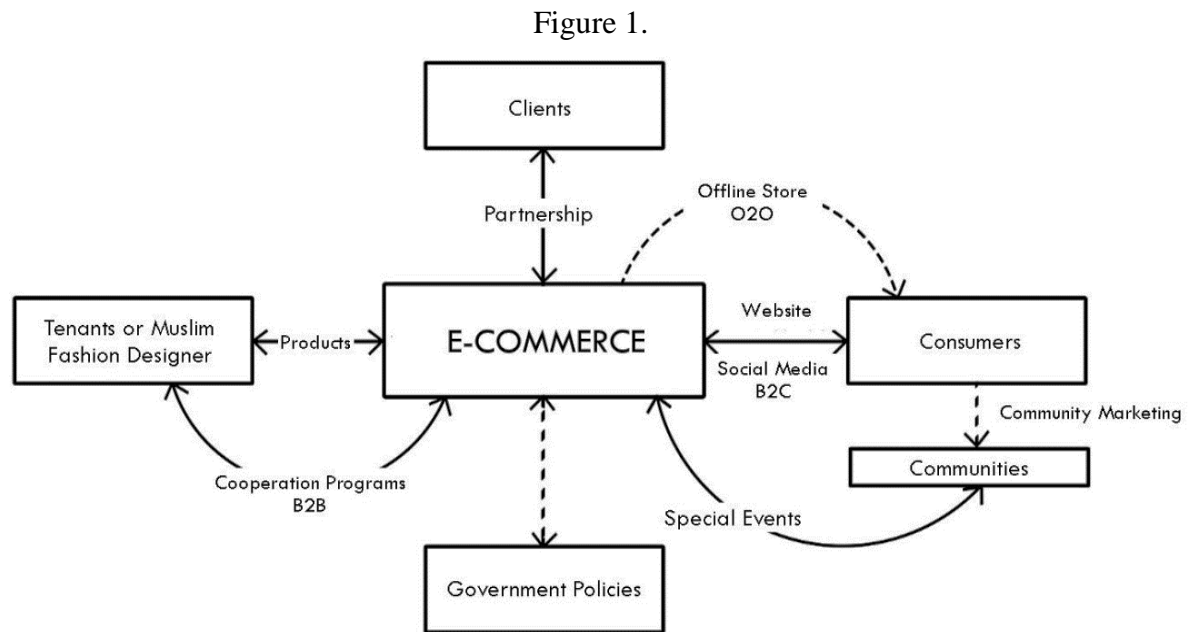 Figure 1.
Clients
Offline Store
O2O
Partnership
Tenants or Muslim
Fashion Designer
Products
E-COMMERCE
Website
Social Media
B2C
Consumers
Community Marketing
Communities
Cooperation Programs
B2B
Special Events
Government Policies